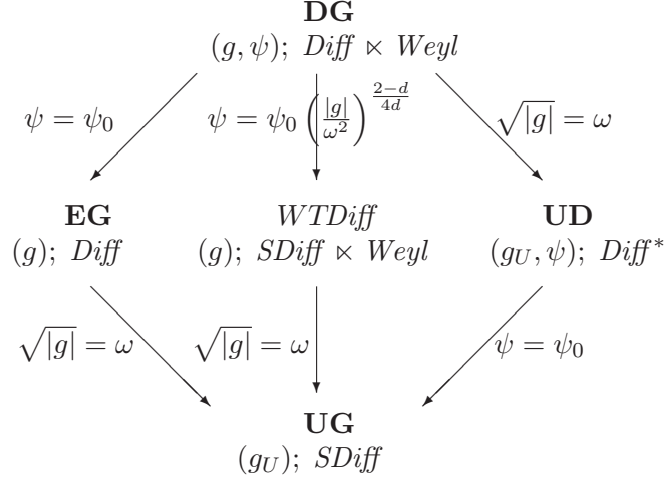 DG
(g, ψ); Diff ⋉ Weyl
ψ = ψ₀
ψ = ψ₀ (|g|/ω²)^((2−d)/4d)
√|g| = ω
EG
WTDiff
UD
(g); Diff
(g); SDiff ⋉ Weyl
(g_U, ψ); Diff*
√|g| = ω
√|g| = ω
ψ = ψ₀
UG
(g_U); SDiff